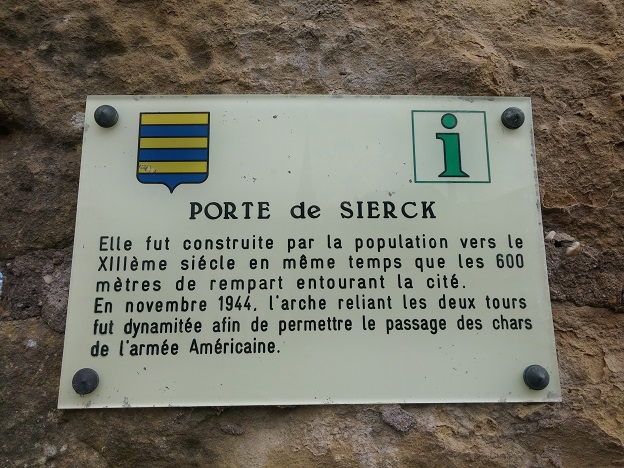 i
PORTE de SIERCK
Elle fut construite par la population vers le
XIIIème siécle en même temps que les 600
mètres de rempart entourant la cité.
En novembre 1944, l'arche reliant les deux tours
fut dynamitée afin de permettre le passage des chars
de l'armée Américaine.